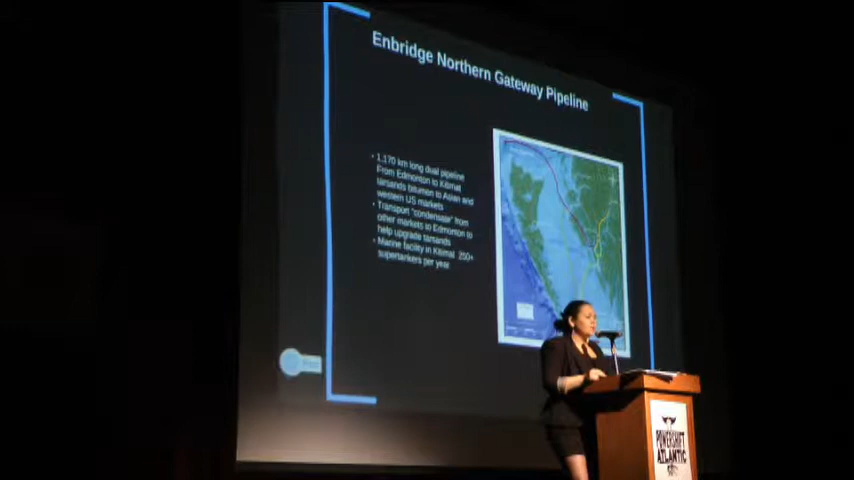 Enbridge Northern Gateway Pipeline
• 1,170 km long dual pipeline
From Edmonton to Kitimat
tarsands bitumen to Asian and
western US markets
• Transport "condensate" from
other markets to Edmonton to
help upgrade tarsands
• Marine facility in Kitimat 250+
supertankers per year
POWERSHIFT
ATLANTIC